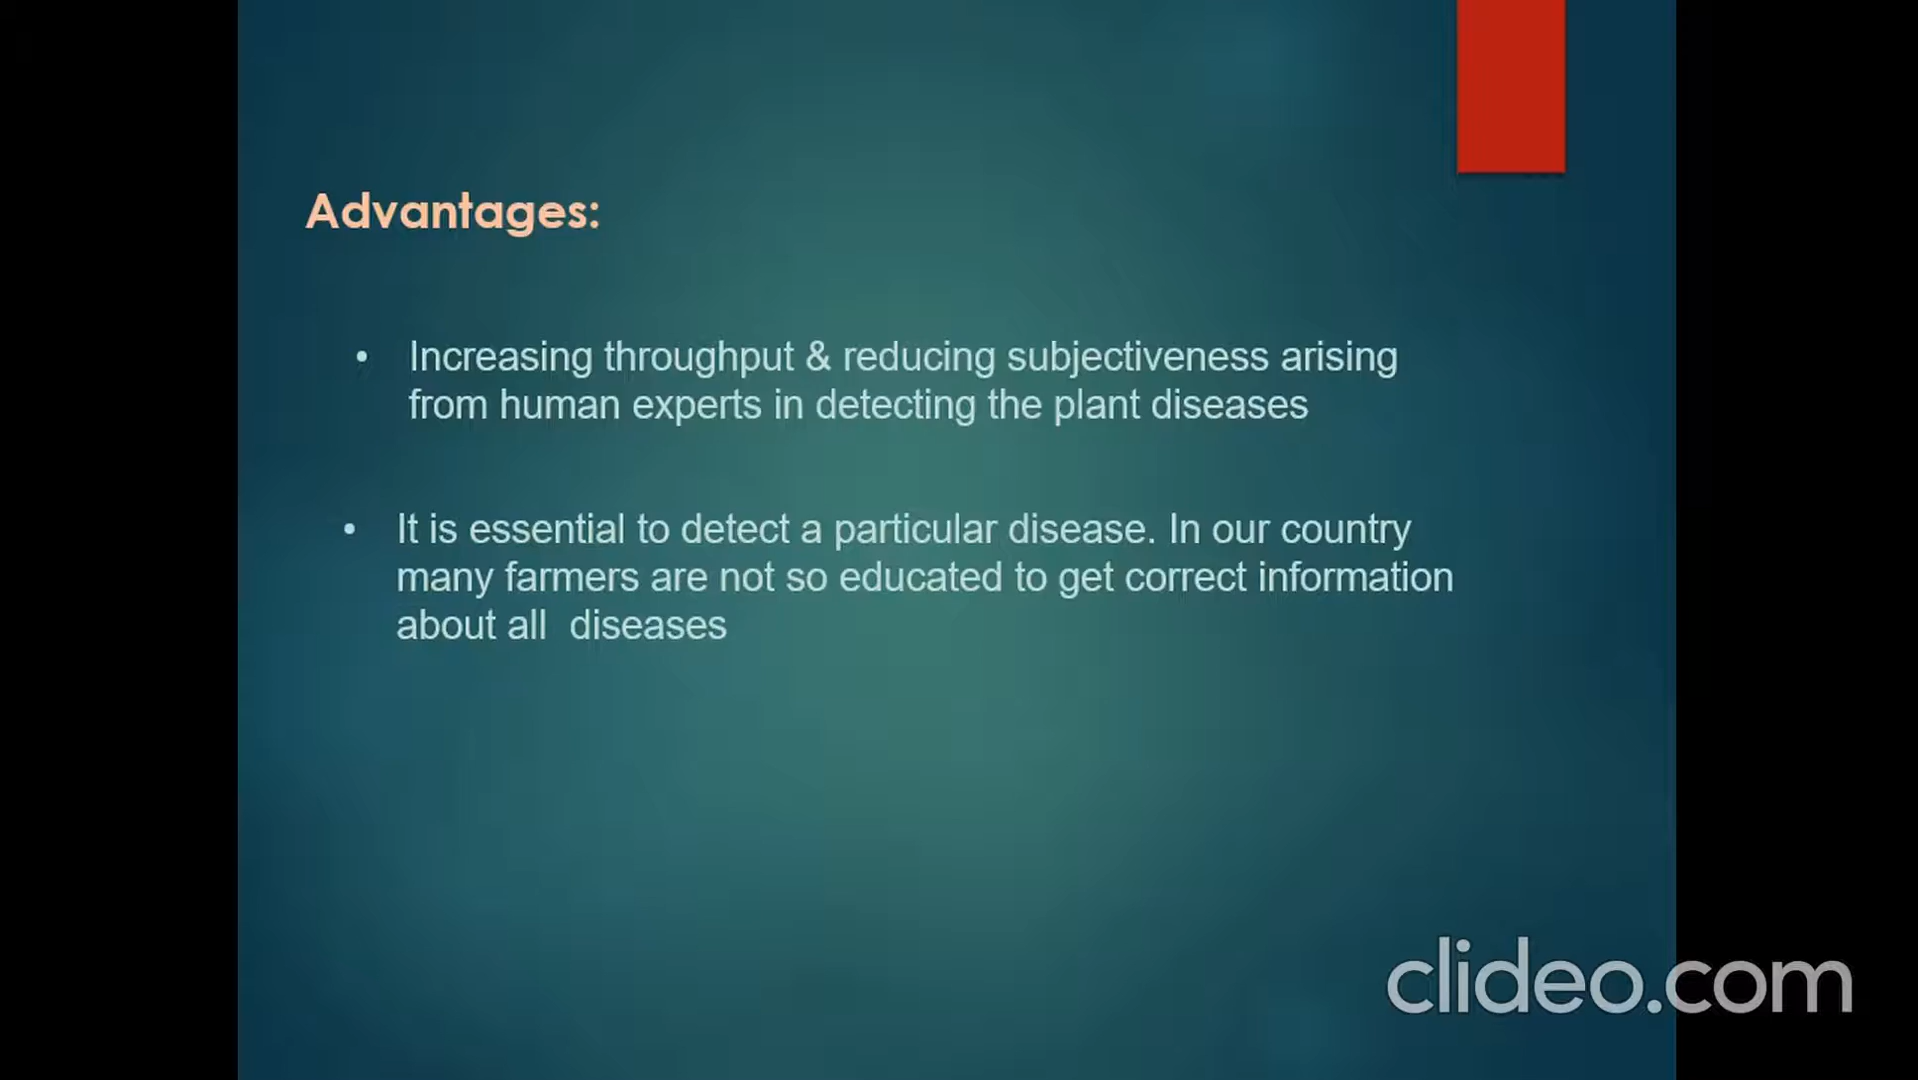 Advantages:
• Increasing throughput & reducing subjectiveness arising
from human experts in detecting the plant diseases
• It is essential to detect a particular disease. In our country
many farmers are not so educated to get correct information
about all  diseases
clideo.com